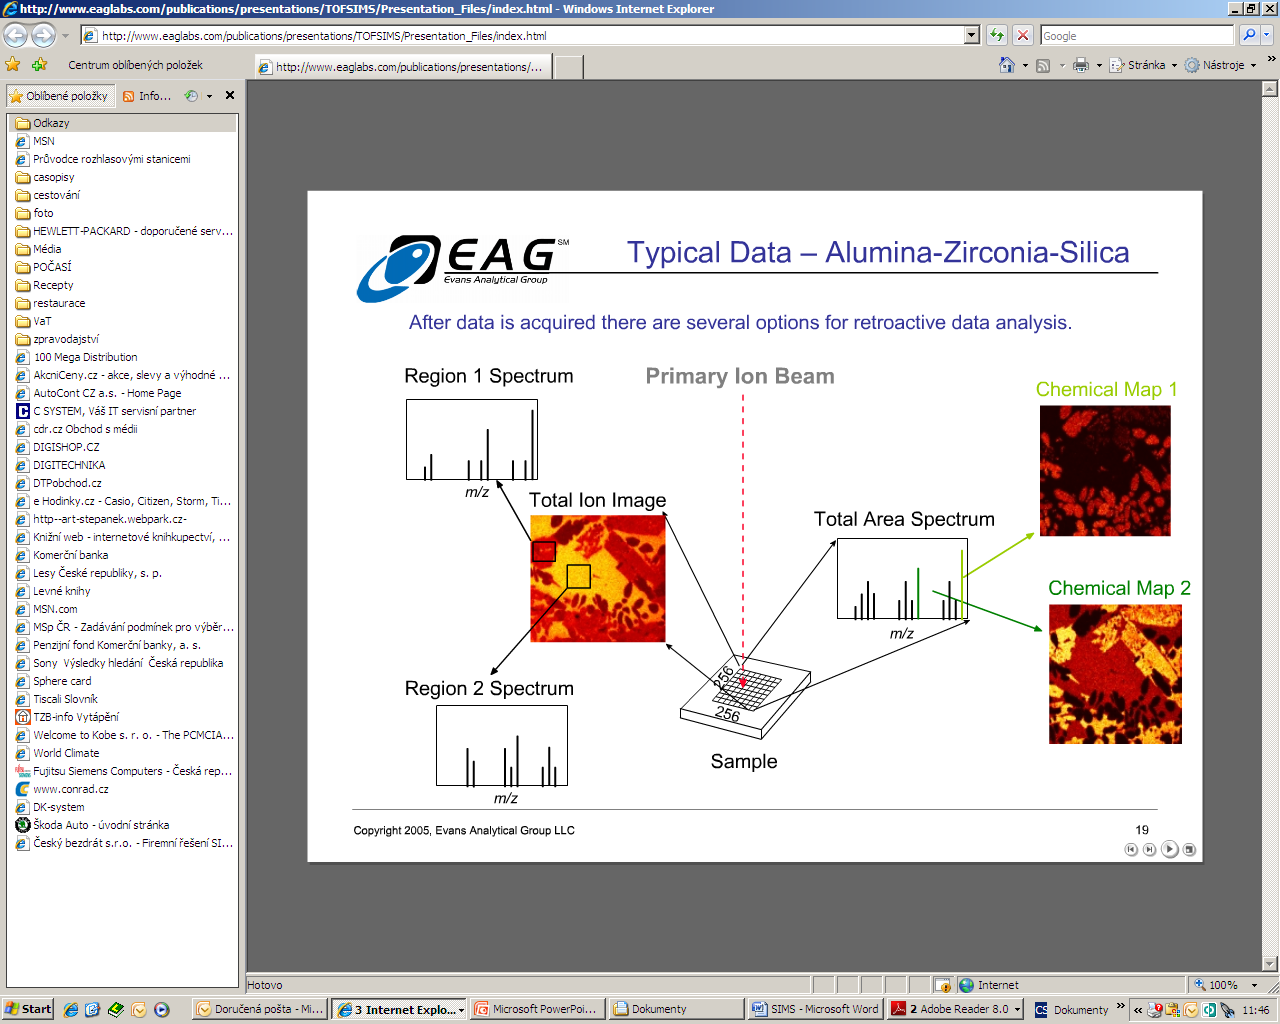 http://www.eaglabs.com/publications/presentations/TOFSIMS/Presentation_Files/index.html - Windows Internet Explorer
http://www.eaglabs.com/publications/presentations/TOFSIMS/Presentation_Files/index.html
Google
Centrum oblíbených položek
http://www.eaglabs.com/publications/presentations/...
Stránka
Nástroje
Oblíbené položky
Info...
Odkazy
MSN
Průvodce rozhlasovými stanicemi
casopisy
cestování
foto
HEWLETT-PACKARD - doporučené serv...
Média
POČASÍ
Recepty
restaurace
VaT
zpravodajství
100 Mega Distribution
AkcniCeny.cz - akce, slevy a výhodné ...
AutoCont CZ a.s. - Home Page
C SYSTEM, Váš IT servisní partner
cdr.cz Obchod s médii
DIGISHOP.CZ
DIGITECHNIKA
DTPobchod.cz
e Hodinky.cz - Casio, Citizen, Storm, Ti...
http--art-stepanek.webpark.cz-
Knižní web - internetové knihkupectví, ...
Komerční banka
Lesy České republiky, s. p.
Levné knihy
MSN.com
MSp ČR - Zadávání podmínek pro výběr...
Penzijní fond Komerční banky, a. s.
Sony Výsledky hledání Česká republika
Sphere card
Tiscali Slovník
TZB-info Vytápění
Welcome to Kobe s. r. o. - The PCMCIA...
World Climate
Fujitsu Siemens Computers - Česká rep...
www.conrad.cz
DK-system
Škoda Auto - úvodní stránka
Český bezdrát s.r.o. - Firemní řešení SI...
EAG SM
Evans Analytical Group
Typical Data – Alumina-Zirconia-Silica
After data is acquired there are several options for retroactive data analysis.
Region 1 Spectrum
Primary Ion Beam
Chemical Map 1
m/z
Total Ion Image
Total Area Spectrum
Chemical Map 2
m/z
Region 2 Spectrum
256
256
Sample
m/z
Copyright 2005, Evans Analytical Group LLC
19
Hotovo
Internet
100%
Start
Doručená pošta - Mi...
3 Internet Explo...
Microsoft PowerPoi...
Dokumenty
SIMS - Microsoft Word
2 Adobe Reader 8.0
CS
Dokumenty
11:46